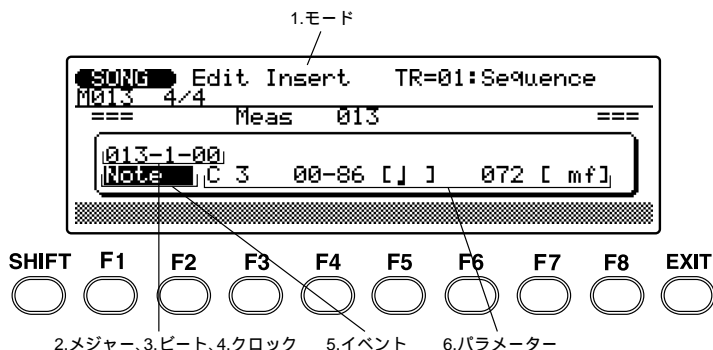 1.モード
SONG Edit Insert TR=01:Sequence
M013 4/4
=== Meas 013 ===
013-1-00
Note C 3 00-86 [♩ ] 072 [ mf]
SHIFT F1 F2 F3 F4 F5 F6 F7 F8 EXIT
2.メジャー、3.ビート、4.クロック 5.イベント 6.パラメーター